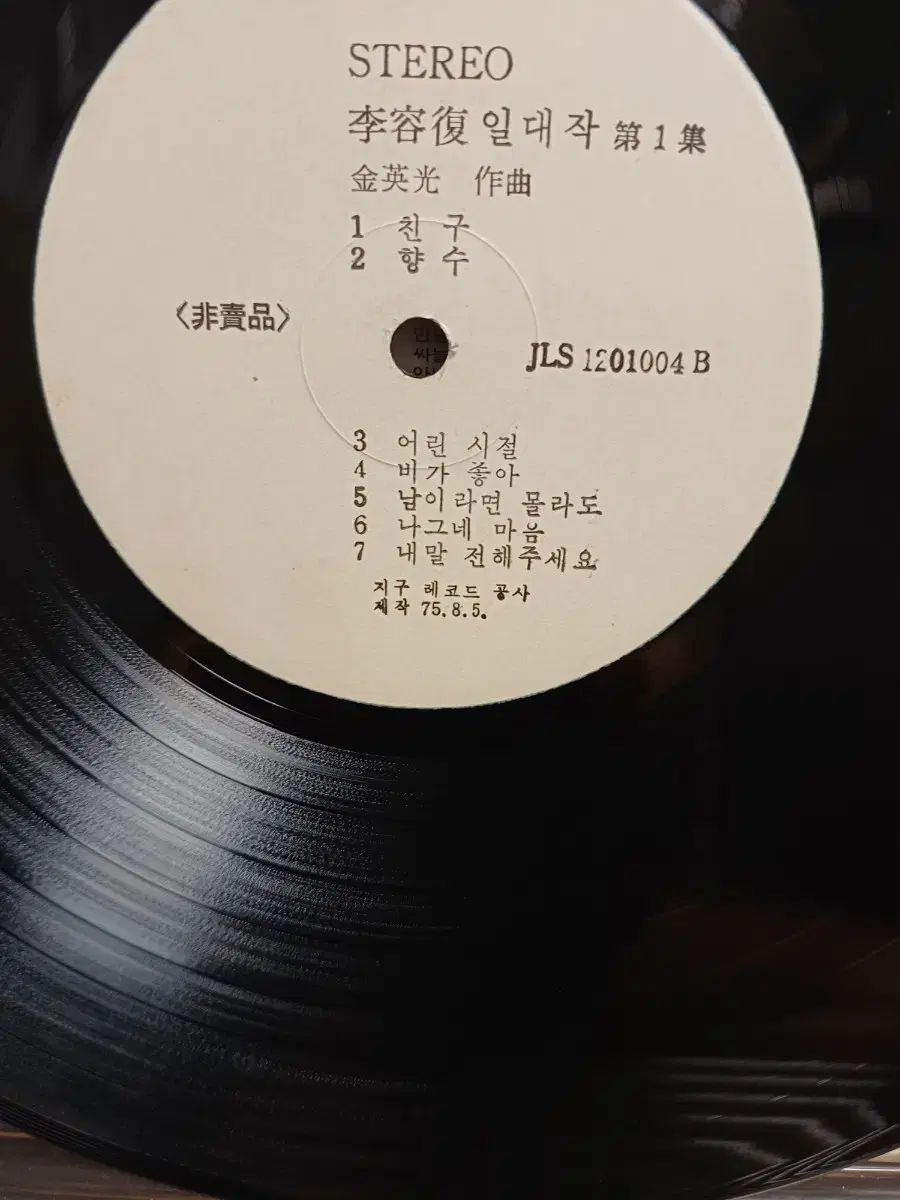 STEREO
李容復 일대작 第1集
金英光 作曲
1 친구
2 향수
<非賣品>
JLS 1201004 B
3 어린 시절
4 비가 좋아
5 남이라면 몰라도
6 나그네 마음
7 내말 전해주세요
지구 레코드 공사
제작 75.8.5.